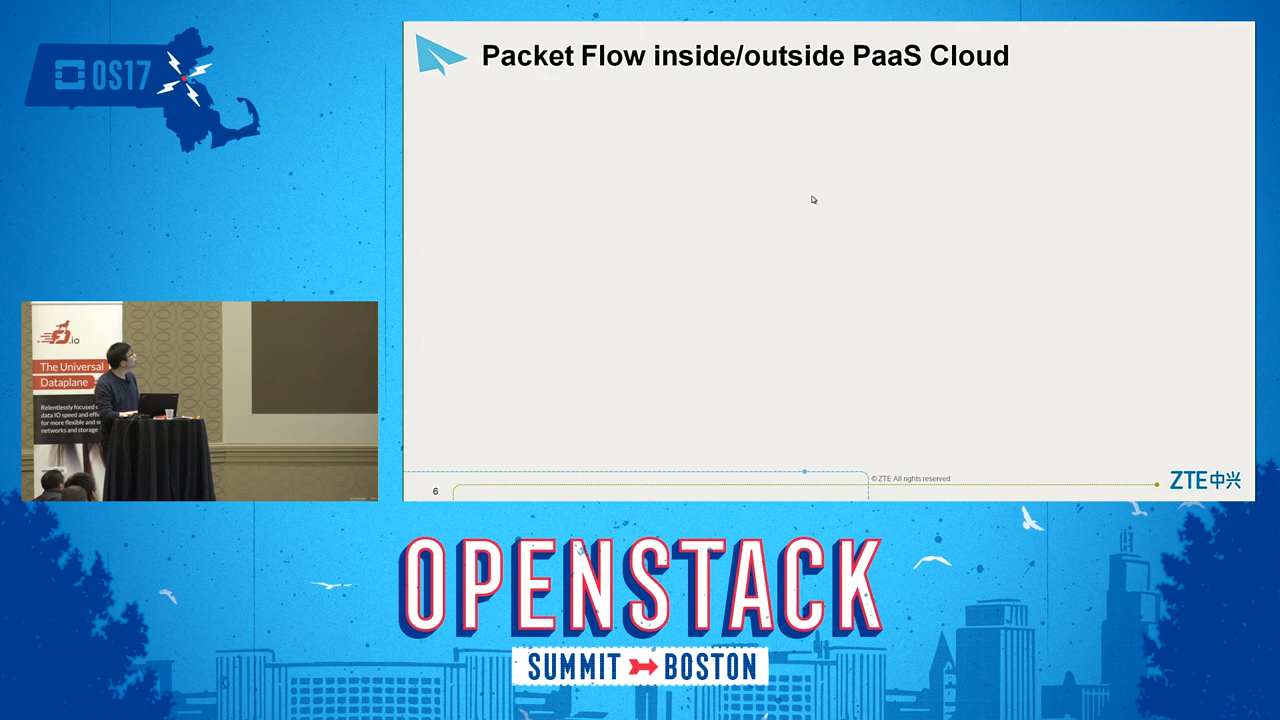 OS17
Packet Flow inside/outside PaaS Cloud
.io
The Universal
Dataplane
Relentlessly focused
data IO speed and
for more flexible and
networks and storage
6
© ZTE All rights reserved
ZTE中兴
OPENSTACK
SUMMIT BOSTON